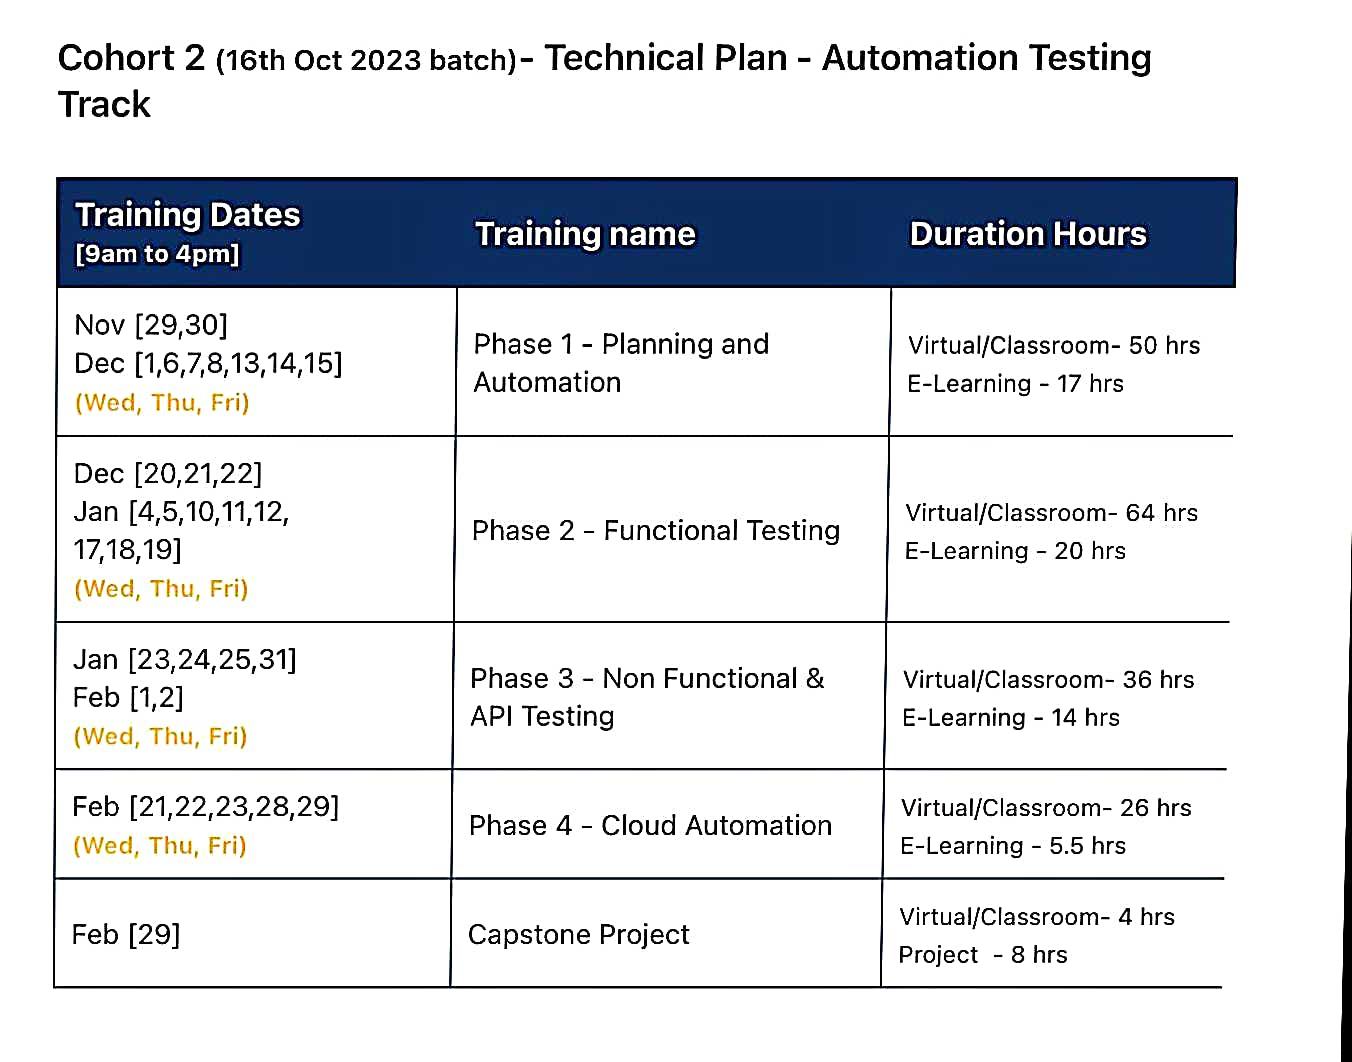 Cohort 2 (16th Oct 2023 batch)- Technical Plan - Automation Testing
Track
Training Dates
[9am to 4pm]
Training name
Duration Hours
Nov [29,30]
Dec [1,6,7,8,13,14,15]
(Wed, Thu, Fri)
Phase 1 - Planning and
Automation
Virtual/Classroom- 50 hrs
E-Learning - 17 hrs
Dec [20,21,22]
Jan [4,5,10,11,12,
17,18,19]
(Wed, Thu, Fri)
Phase 2 - Functional Testing
Virtual/Classroom- 64 hrs
E-Learning - 20 hrs
Jan [23,24,25,31]
Feb [1,2]
(Wed, Thu, Fri)
Phase 3 - Non Functional &
API Testing
Virtual/Classroom- 36 hrs
E-Learning - 14 hrs
Feb [21,22,23,28,29]
(Wed, Thu, Fri)
Phase 4 - Cloud Automation
Virtual/Classroom- 26 hrs
E-Learning - 5.5 hrs
Feb [29]
Capstone Project
Virtual/Classroom- 4 hrs
Project - 8 hrs